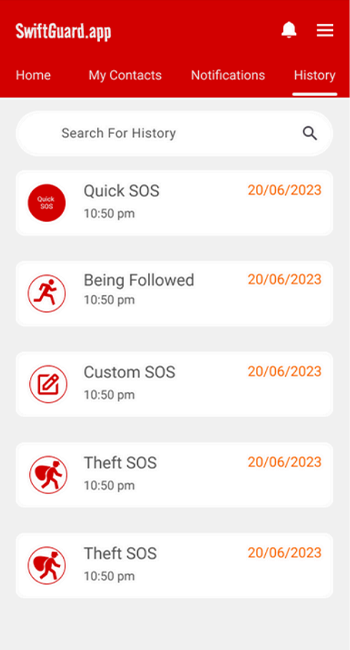 SwiftGuard.app
Home My Contacts Notifications History
Search For History
Quick SOS
Quick SOS 20/06/2023
10:50 pm
Being Followed 20/06/2023
10:50 pm
Custom SOS 20/06/2023
10:50 pm
Theft SOS 20/06/2023
10:50 pm
Theft SOS 20/06/2023
10:50 pm